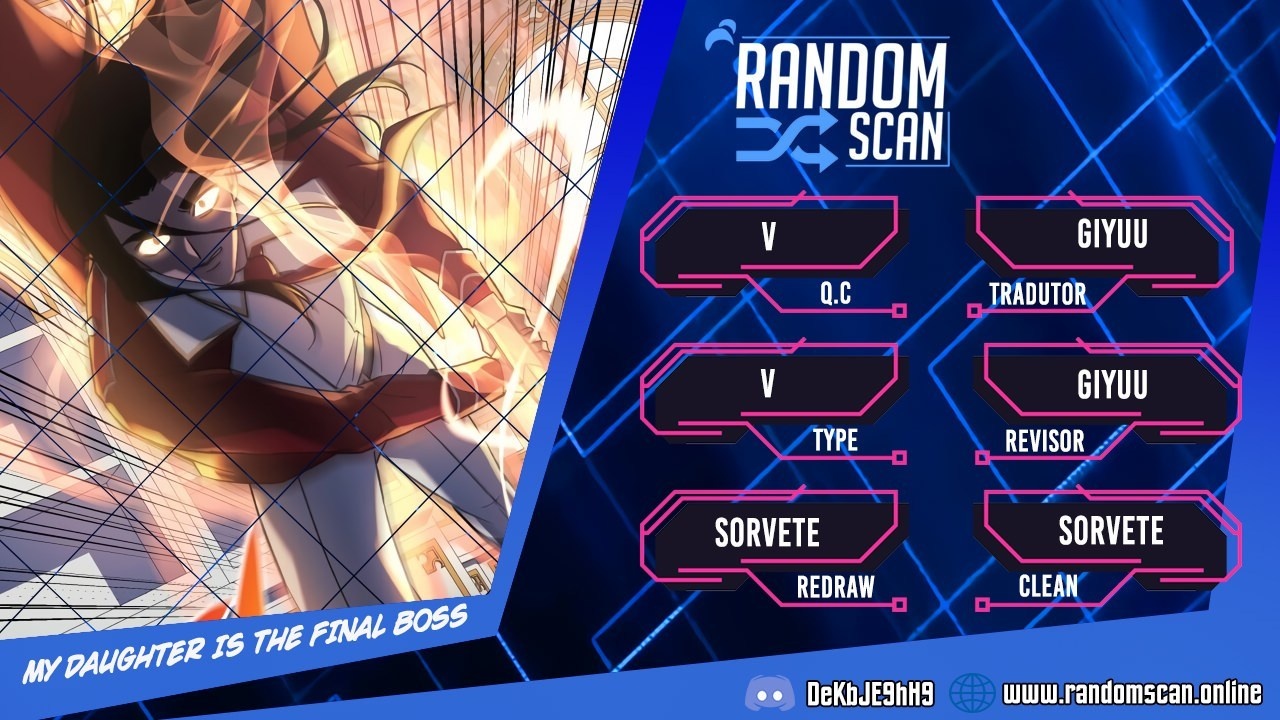 RANDOM
SCAN
V
Q.C
GIYUU
TRADUTOR
V
TYPE
GIYUU
REVISOR
SORVETE
REDRAW
SORVETE
CLEAN
MY DAUGHTER IS THE FINAL BOSS
DeKbJE9hH9
www.randomscan.online